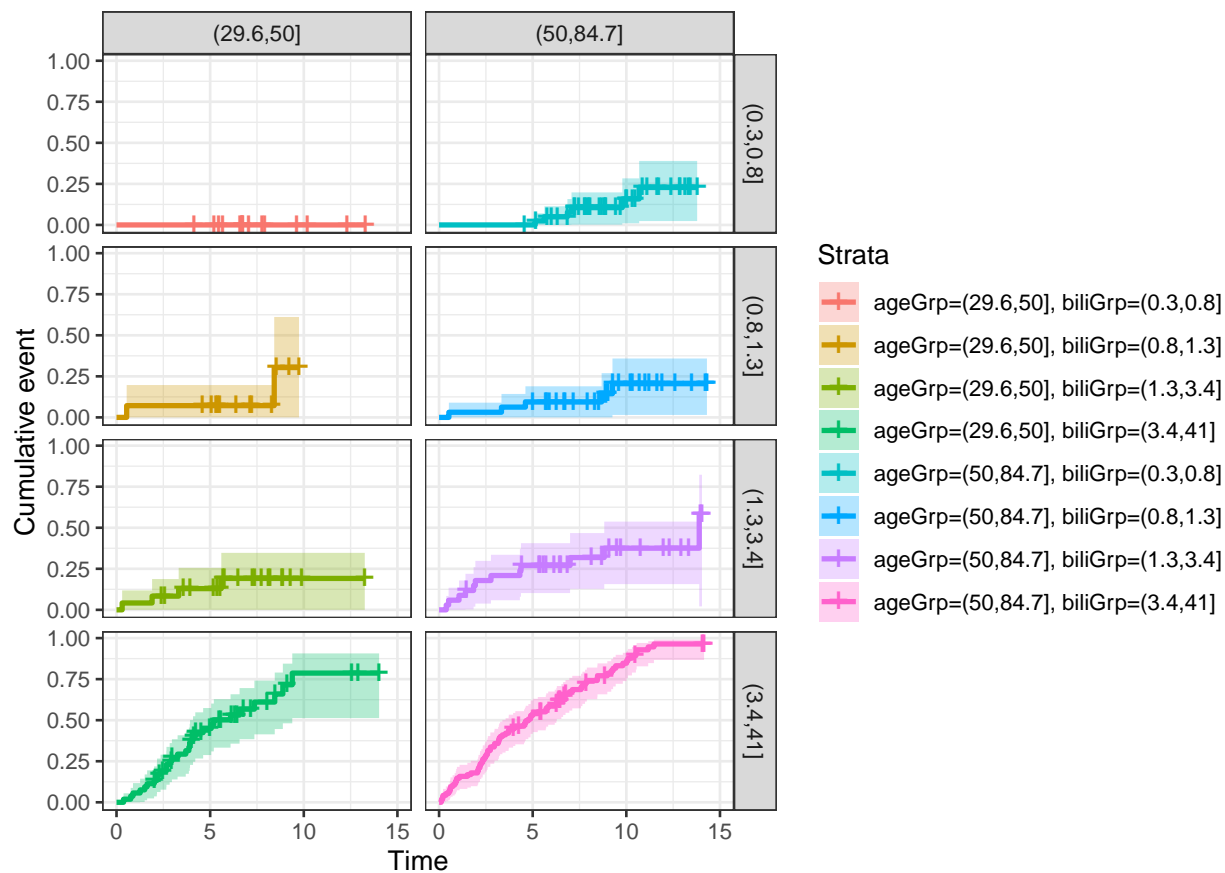 (29.6,50] (50,84.7]
1.00
0.75
0.50
0.25
0.00
(0.3,0.8]
1.00
0.75
0.50
0.25
0.00
(0.8,1.3]
1.00
0.75
0.50
0.25
0.00
(1.3,3.4]
1.00
0.75
0.50
0.25
0.00
(3.4,41]
0 5 10 15 0 5 10 15
Time
Cumulative event
Strata
ageGrp=(29.6,50], biliGrp=(0.3,0.8]
ageGrp=(29.6,50], biliGrp=(0.8,1.3]
ageGrp=(29.6,50], biliGrp=(1.3,3.4]
ageGrp=(29.6,50], biliGrp=(3.4,41]
ageGrp=(50,84.7], biliGrp=(0.3,0.8]
ageGrp=(50,84.7], biliGrp=(0.8,1.3]
ageGrp=(50,84.7], biliGrp=(1.3,3.4]
ageGrp=(50,84.7], biliGrp=(3.4,41]